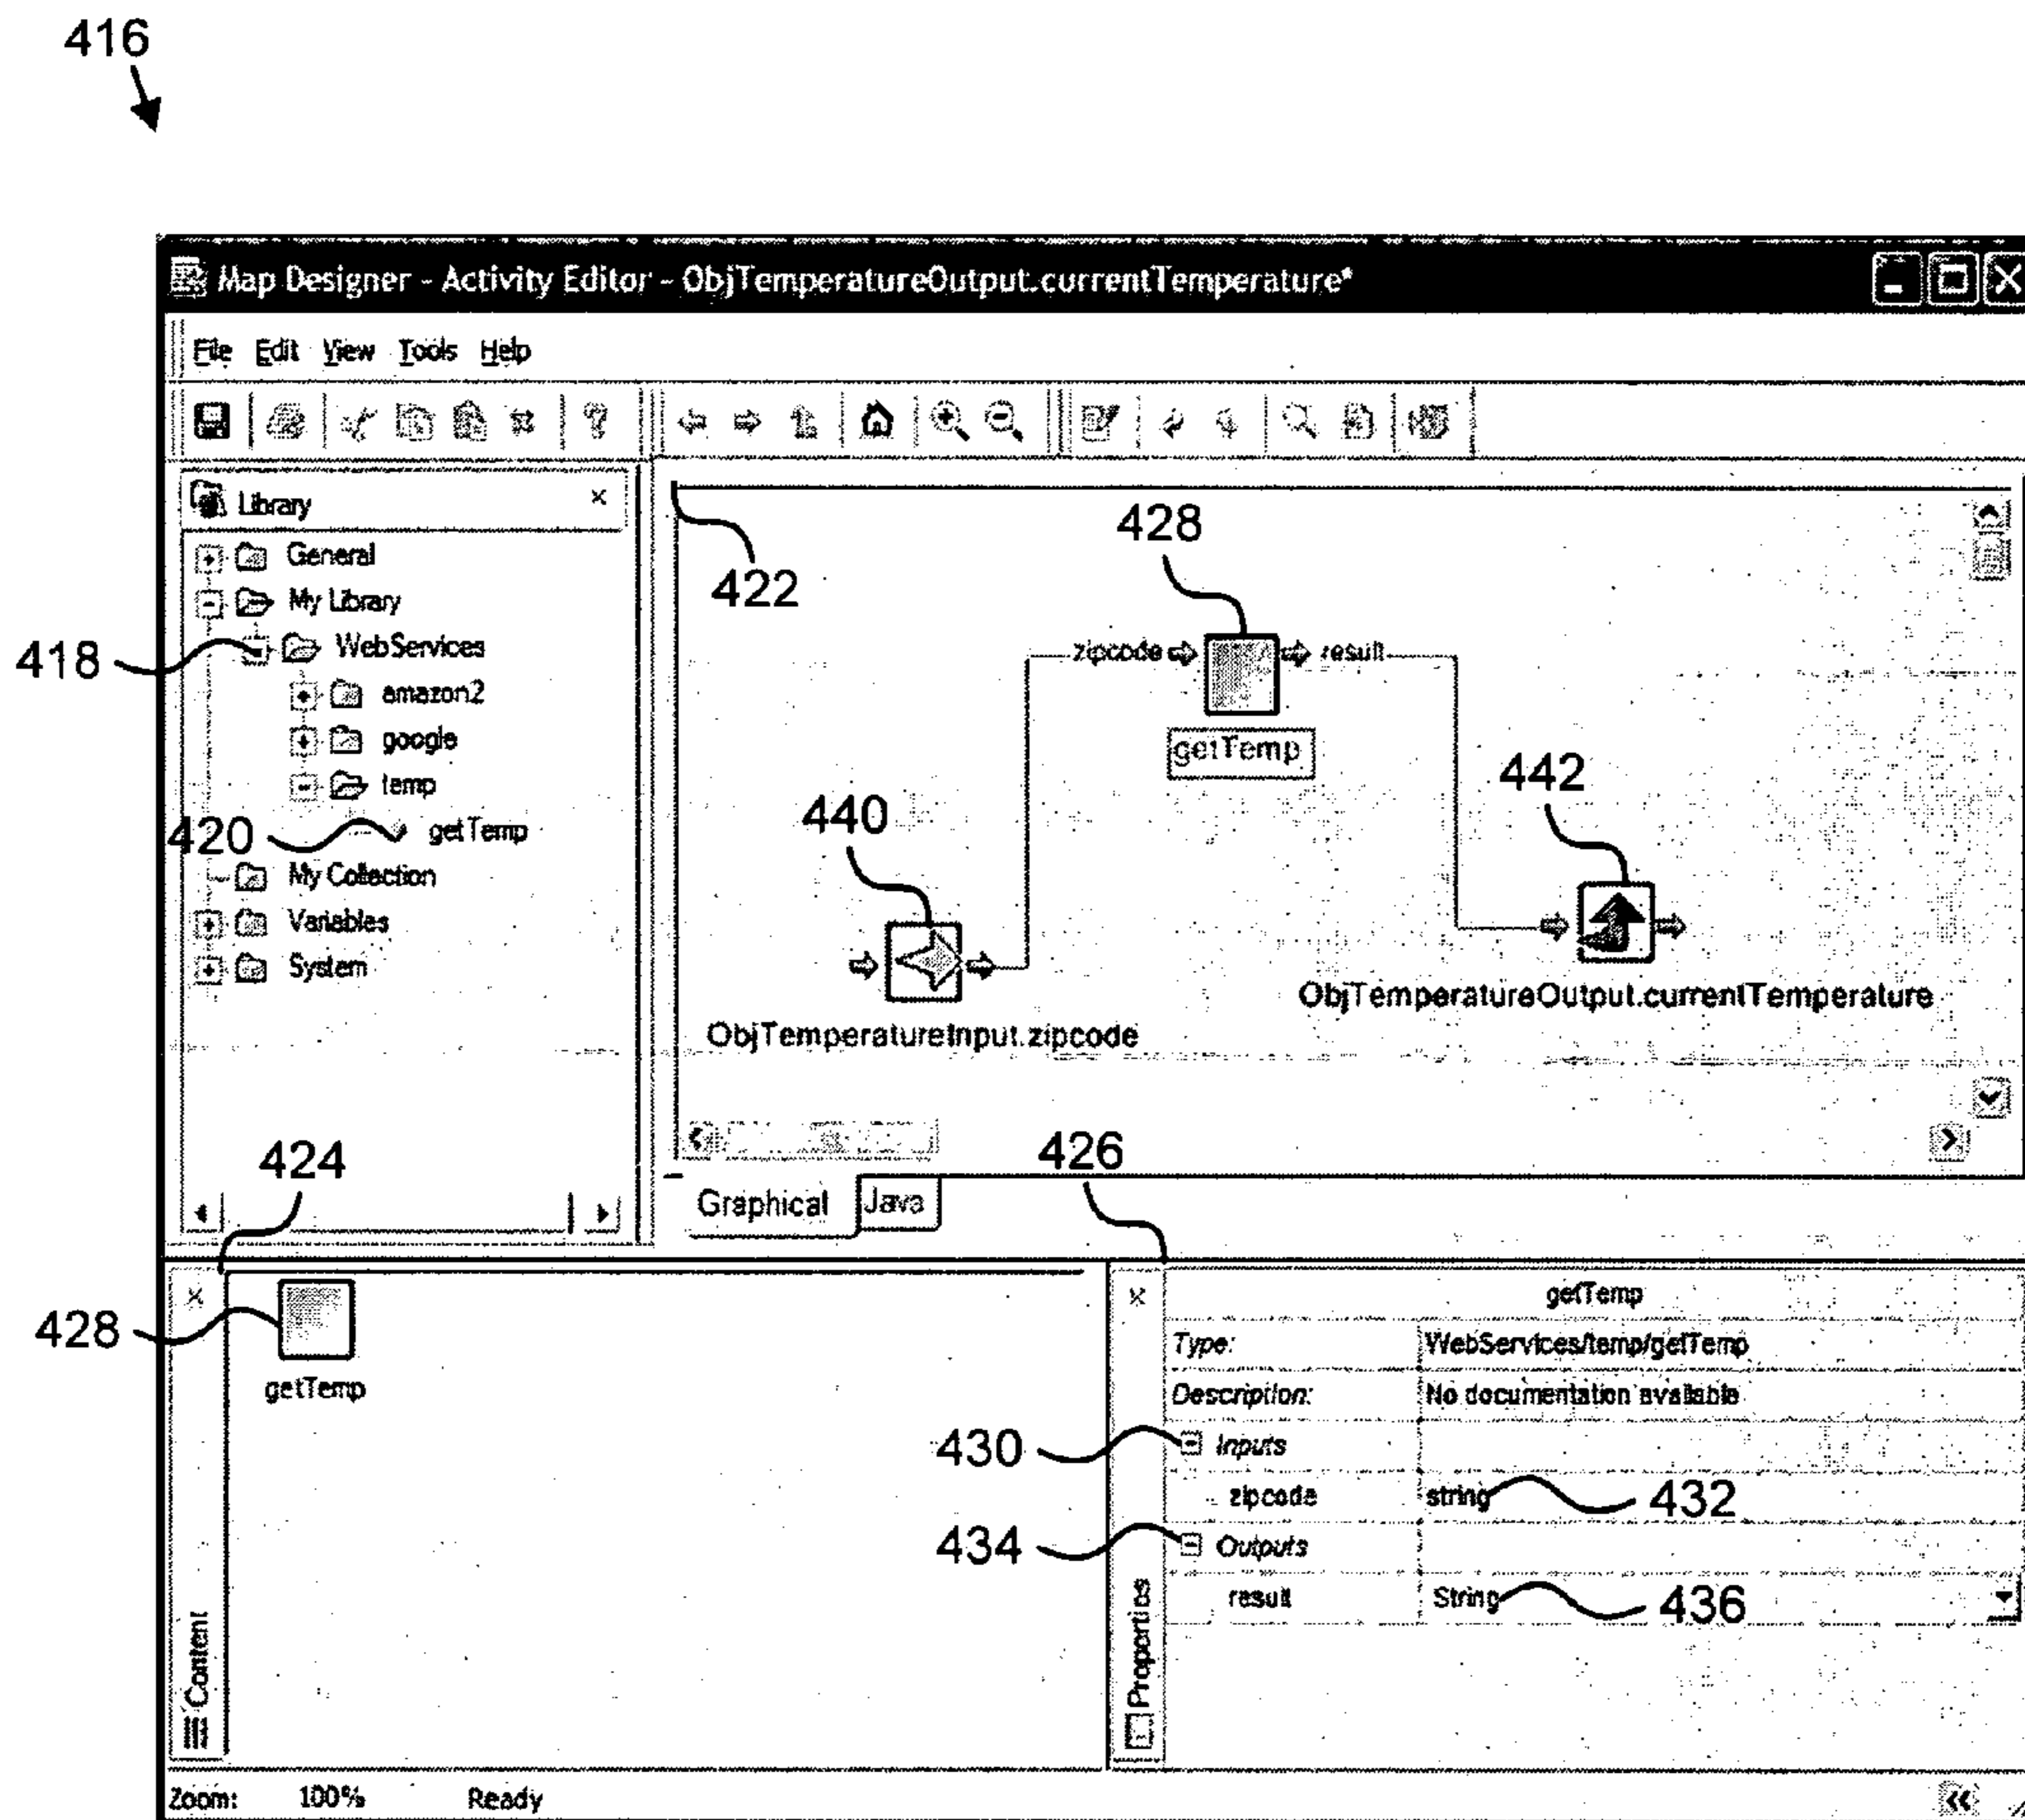 416
Map Designer - Activity Editor - ObjTemperatureOutput.currentTemperature*
File Edit View Tools Help
Library
General
My Library
418
WebServices
amazon2
google
temp
420
getTemp
My Collection
Variables
System
422
428
zipcode
result
getTemp
440
442
ObjTemperatureInput.zipcode
ObjTemperatureOutput.currentTemperature
424
426
Graphical
Java
428
getTemp
Content
Properties
getTemp
Type: WebServices/temp/getTemp
Description: No documentation available
430
Inputs
zipcode string 432
434
Outputs
result String 436
Zoom: 100% Ready